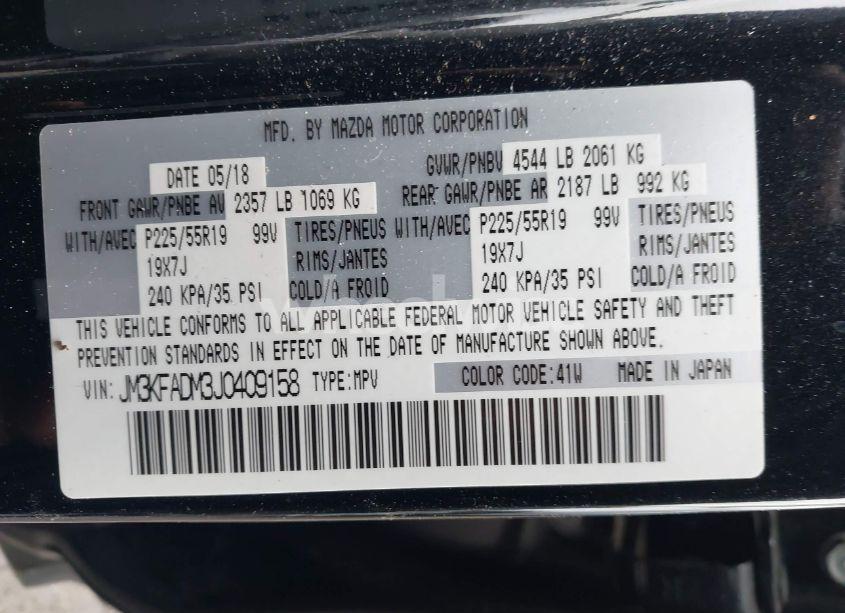 MFD. BY MAZDA MOTOR CORPORATION
DATE 05/18 GVWR/PNBV 4544 LB 2061 KG
FRONT GAWR/PNBE AV 2357 LB 1069 KG REAR GAWR/PNBE AR 2187 LB 992 KG
WITH/AVEC P225/55R19 99V TIRES/PNEUS WITH/AVEC P225/55R19 99V TIRES/PNEUS
19X7J RIMS/JANTES 19X7J RIMS/JANTES
240 KPA/35 PSI COLD/A FROID 240 KPA/35 PSI COLD/A FROID
THIS VEHICLE CONFORMS TO ALL APPLICABLE FEDERAL MOTOR VEHICLE SAFETY AND THEFT
PREVENTION STANDARDS IN EFFECT ON THE DATE OF MANUFACTURE SHOWN ABOVE.
VIN: JM3KFADM3J0409158 TYPE:MPV COLOR CODE:41W MADE IN JAPAN